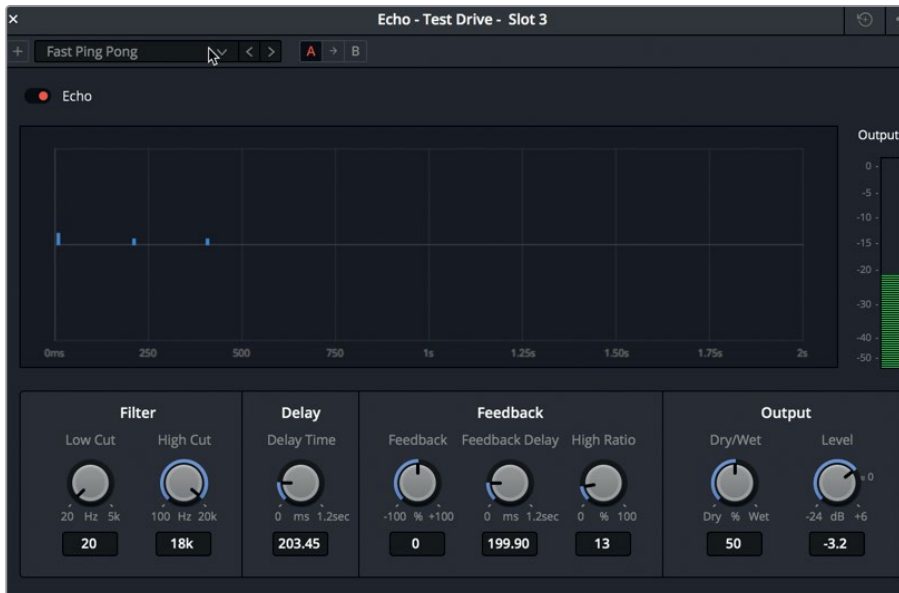 × Echo - Test Drive - Slot 3
+ Fast Ping Pong < > A → B
Echo
Output
0 -
-5 -
-10 -
-15 -
-20 -
-30 -
-40 -
-50 -
0ms 250 500 750 1s 1.25s 1.50s 1.75s 2s
Filter Delay Feedback Output
Low Cut High Cut Delay Time Feedback Feedback Delay High Ratio Dry/Wet Level
0
20 Hz 5k 100 Hz 20k 0 ms 1.2sec -100 % +100 0 ms 1.2sec 0 % 100 Dry % Wet -24 dB +6
20 18k 203.45 0 199.90 13 50 -3.2